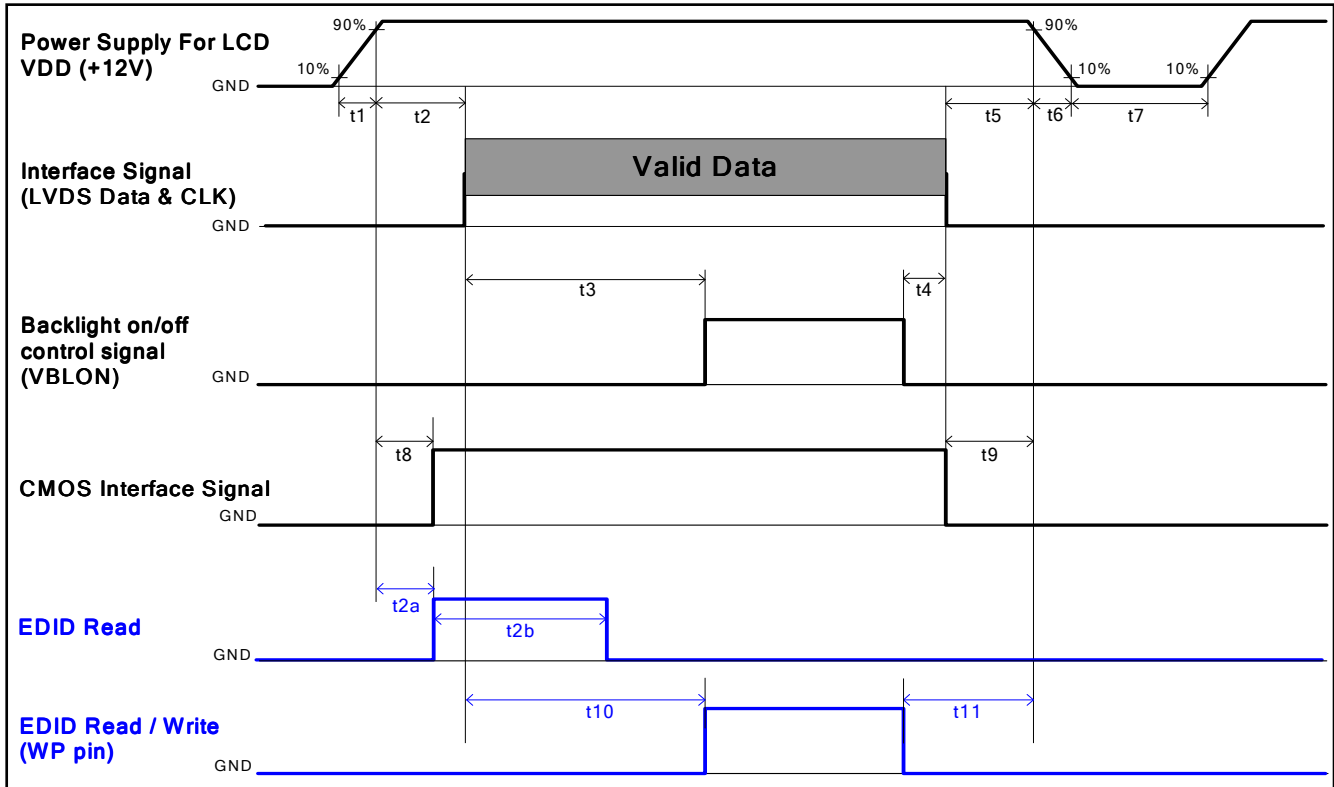 Power Supply For LCD
VDD (+12V)
90%
90%
10%
10%
10%
GND
t1
t2
t5
t6
t7
Interface Signal
(LVDS Data & CLK)
Valid Data
GND
t3
t4
Backlight on/off
control signal
(VBLON)
GND
t8
t9
CMOS Interface Signal
GND
t2a
t2b
EDID Read
GND
t10
t11
EDID Read / Write
(WP pin)
GND